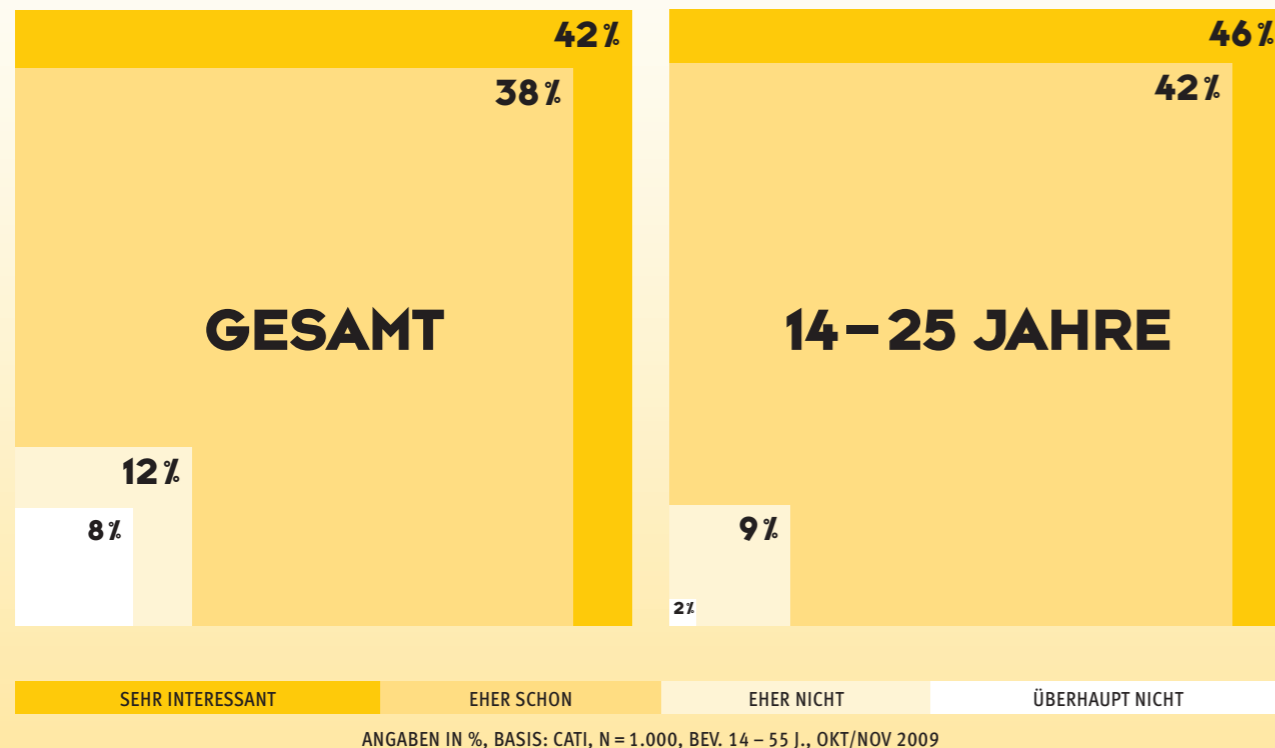 42%
38%
GESAMT
12%
8%
46%
42%
14–25 JAHRE
9%
2%
SEHR INTERESSANT
EHER SCHON
EHER NICHT
ÜBERHAUPT NICHT
ANGABEN IN %, BASIS: CATI, N = 1.000, BEV. 14 – 55 J., OKT/NOV 2009